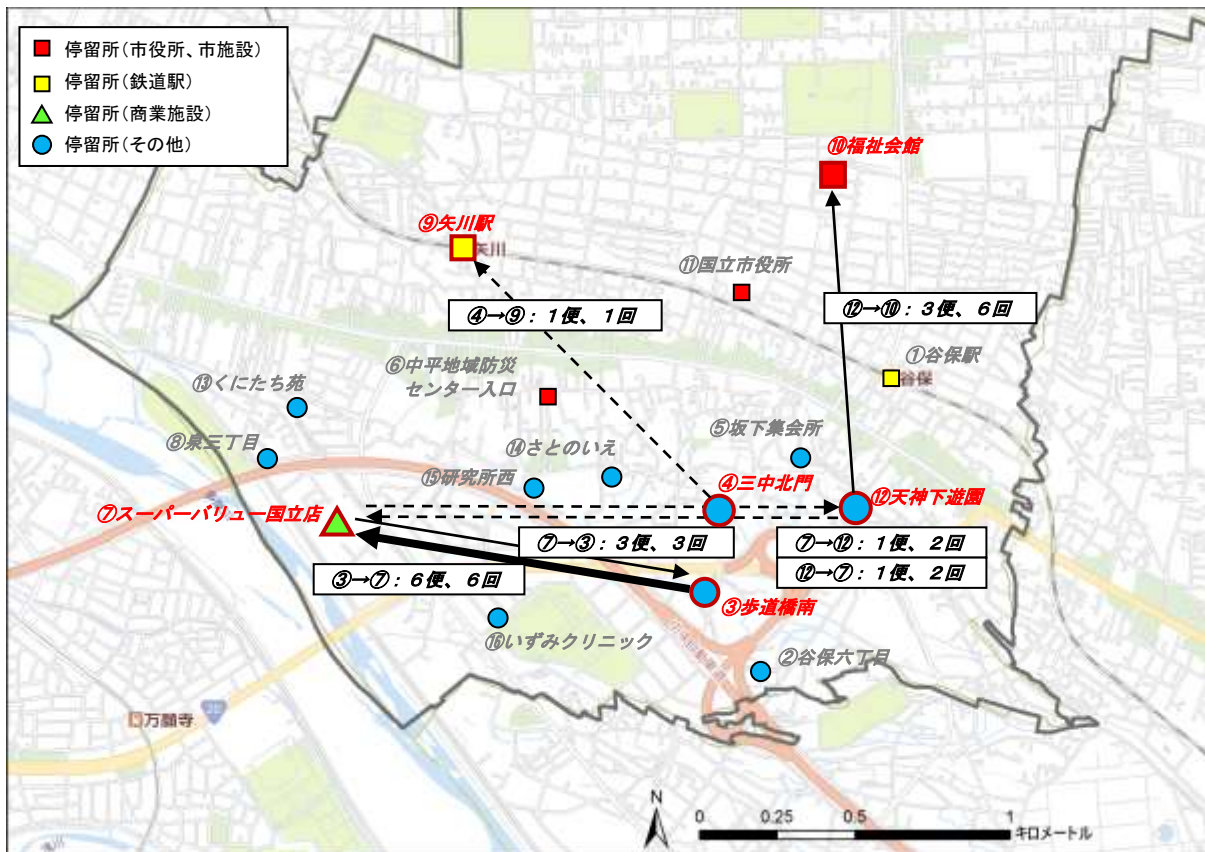 停留所(市役所、市施設)
停留所(鉄道駅)
停留所(商業施設)
停留所(その他)
⑩福祉会館
⑨矢川駅
矢川
⑪国立市役所
④→⑨：1便、1回
⑫→⑩：3便、6回
①谷保駅
谷保
⑥中平地域防災
センター入口
⑬くにたち苑
⑧泉三丁目
⑭さとのいえ
⑤坂下集会所
⑮研究所西
④三中北門
⑫天神下遊園
⑦スーパーバリュー国立店
⑦→③：3便、3回
⑦→⑫：1便、2回
③→⑦：6便、6回
⑫→⑦：1便、2回
③歩道橋南
⑯いずみクリニック
②谷保六丁目
万願寺
20
N
0
0.25
0.5
1
キロメートル